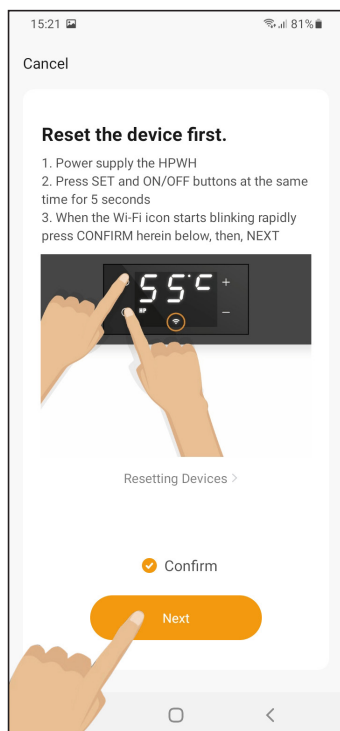 15:21 81%
Cancel
Reset the device first.
1. Power supply the HPWH
2. Press SET and ON/OFF buttons at the same
time for 5 seconds
3. When the Wi-Fi icon starts blinking rapidly
press CONFIRM herein below, then, NEXT
55°C
+
HP
−
Resetting Devices >
Confirm
Next